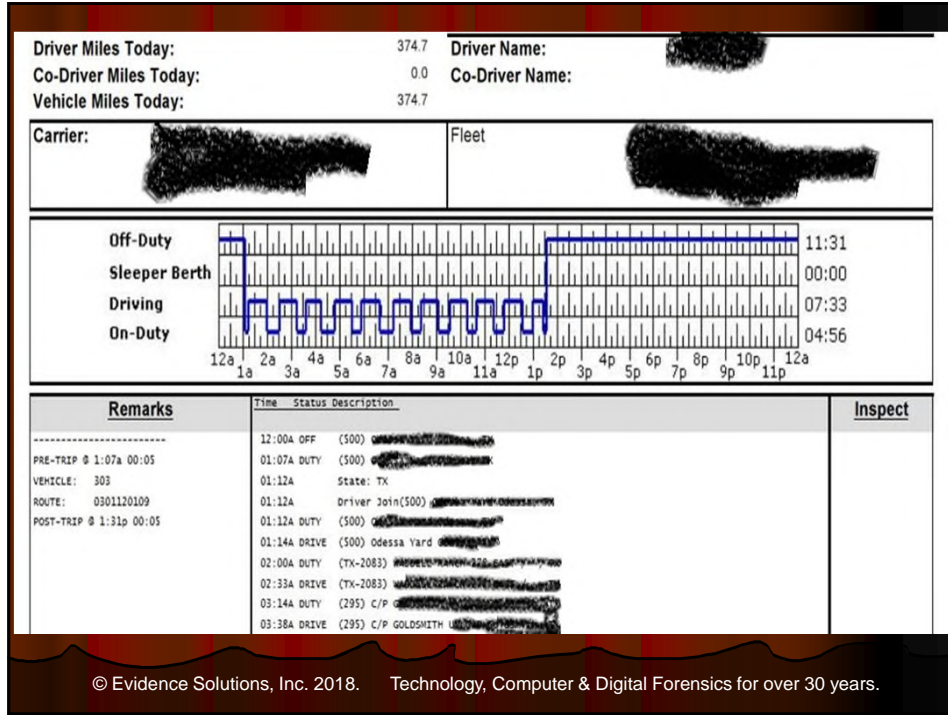 Driver Miles Today: 374.7 Driver Name:
Co-Driver Miles Today: 0.0 Co-Driver Name:
Vehicle Miles Today: 374.7
Carrier: Fleet
Off-Duty 11:31
Sleeper Berth 00:00
Driving 07:33
On-Duty 04:56
12a 2a 4a 6a 8a 10a 12p 2p 4p 6p 8p 10p 12a
1a 3a 5a 7a 9a 11a 1p 3p 5p 7p 9p 11p
Remarks Time Status Description Inspect
------------------------
12:00A OFF (500)
PRE-TRIP @ 1:07a 00:05 01:07A DUTY (500)
VEHICLE: 303 01:12A State: TX
ROUTE: 0301120109 01:12A Driver Join(500)
POST-TRIP @ 1:31p 00:05 01:12A DUTY (500)
01:14A DRIVE (500) Odessa Yard
02:00A DUTY (TX-2083)
02:33A DRIVE (TX-2083)
03:14A DUTY (295) C/P
03:38A DRIVE (295) C/P GOLDSMITH
© Evidence Solutions, Inc. 2018. Technology, Computer & Digital Forensics for over 30 years.